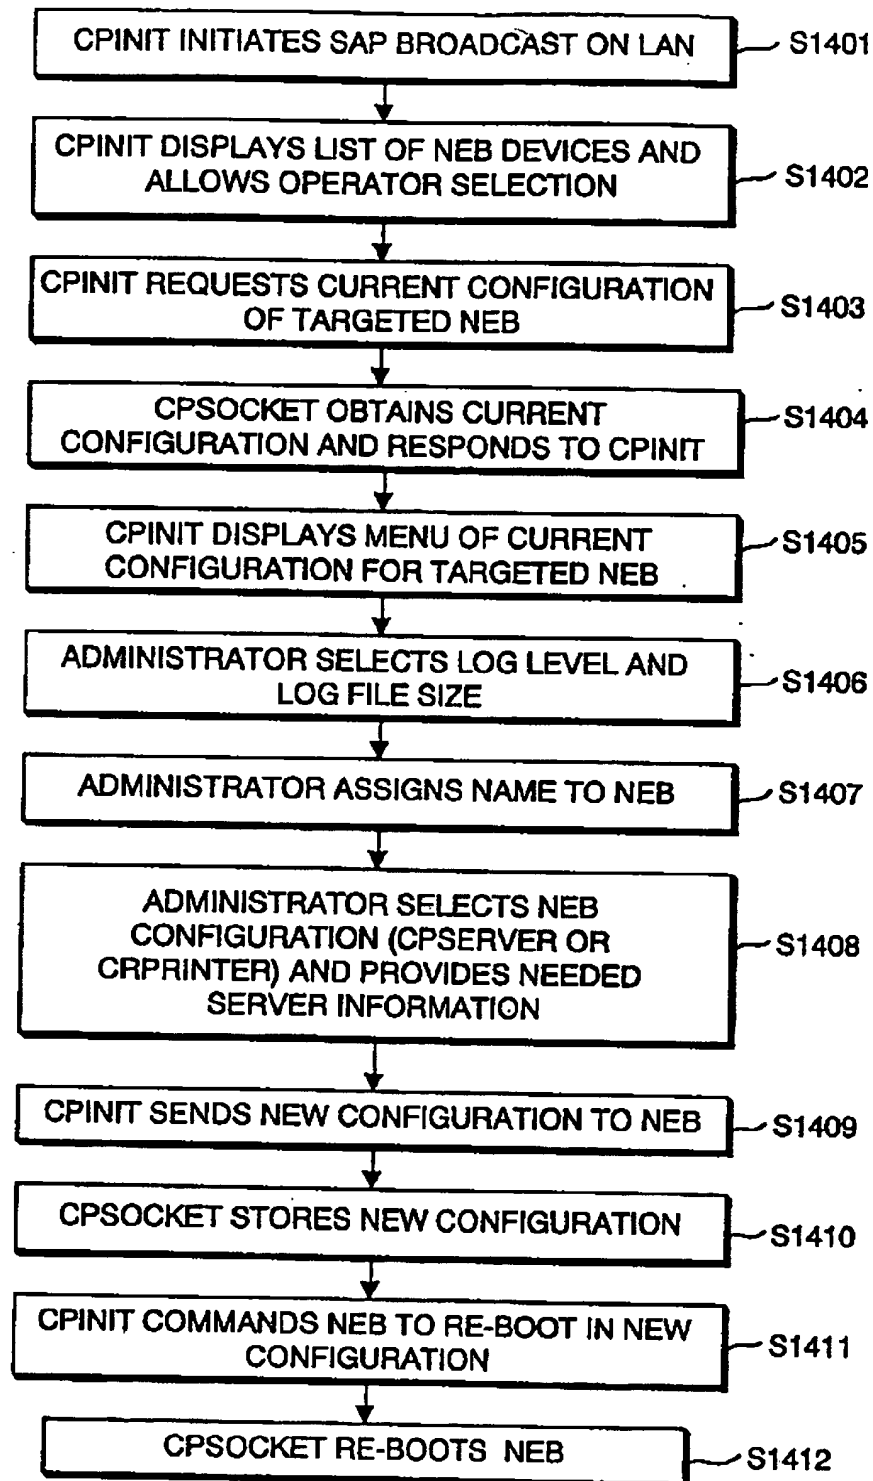 CPINIT INITIATES SAP BROADCAST ON LAN
S1401
CPINIT DISPLAYS LIST OF NEB DEVICES AND
ALLOWS OPERATOR SELECTION
S1402
CPINIT REQUESTS CURRENT CONFIGURATION
OF TARGETED NEB
S1403
CPSOCKET OBTAINS CURRENT
CONFIGURATION AND RESPONDS TO CPINIT
S1404
CPINIT DISPLAYS MENU OF CURRENT
CONFIGURATION FOR TARGETED NEB
S1405
ADMINISTRATOR SELECTS LOG LEVEL AND
LOG FILE SIZE
S1406
ADMINISTRATOR ASSIGNS NAME TO NEB
S1407
ADMINISTRATOR SELECTS NEB
CONFIGURATION (CPSERVER OR
CRPRINTER) AND PROVIDES NEEDED
SERVER INFORMATION
S1408
CPINIT SENDS NEW CONFIGURATION TO NEB
S1409
CPSOCKET STORES NEW CONFIGURATION
S1410
CPINIT COMMANDS NEB TO RE-BOOT IN NEW
CONFIGURATION
S1411
CPSOCKET RE-BOOTS NEB
S1412